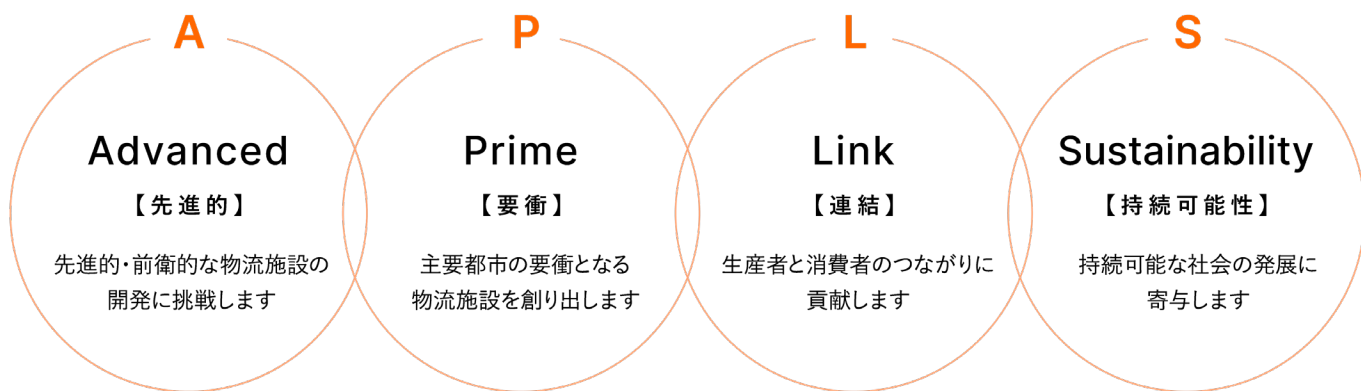 A
Advanced
【先進的】
先進的・前衛的な物流施設の
開発に挑戦します
P
Prime
【要衝】
主要都市の要衝となる
物流施設を創り出します
L
Link
【連結】
生産者と消費者のつながりに
貢献します
S
Sustainability
【持続可能性】
持続可能な社会の発展に
寄与します